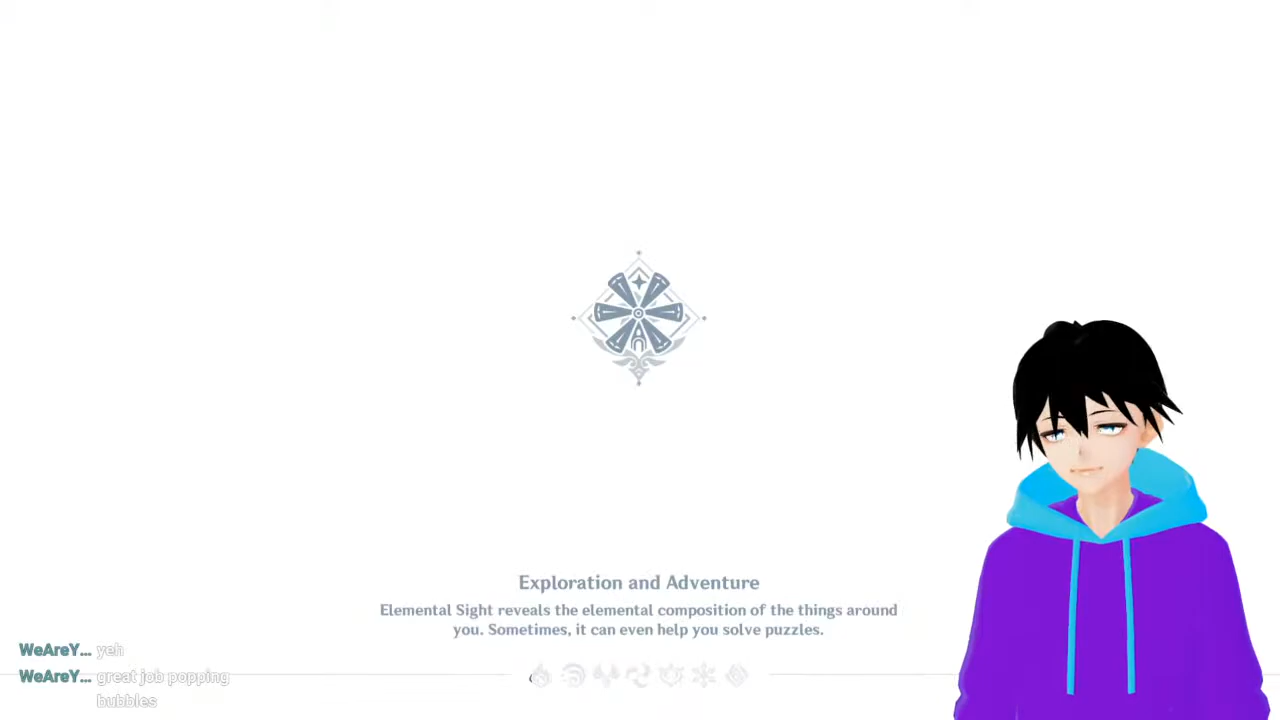 Exploration and Adventure
Elemental Sight reveals the elemental composition of the things around
you. Sometimes, it can even help you solve puzzles.
WeAreY... yeh
WeAreY... great job popping
bubbles